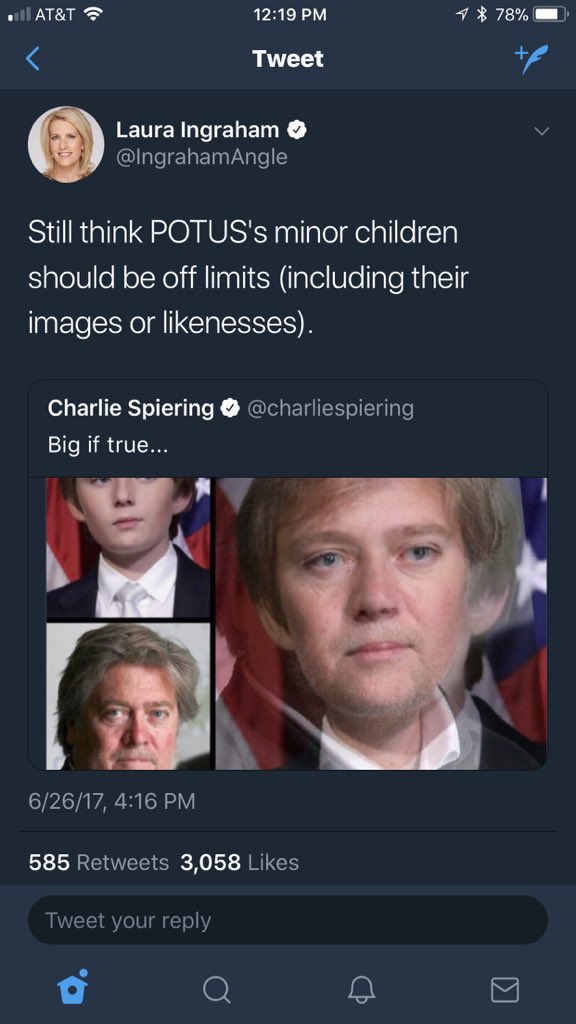 AT&T 12:19 PM 78%
Tweet
Laura Ingraham
@IngrahamAngle
Still think POTUS's minor children
should be off limits (including their
images or likenesses).
Charlie Spiering @charliespiering
Big if true...
6/26/17, 4:16 PM
585 Retweets 3,058 Likes
Tweet your reply